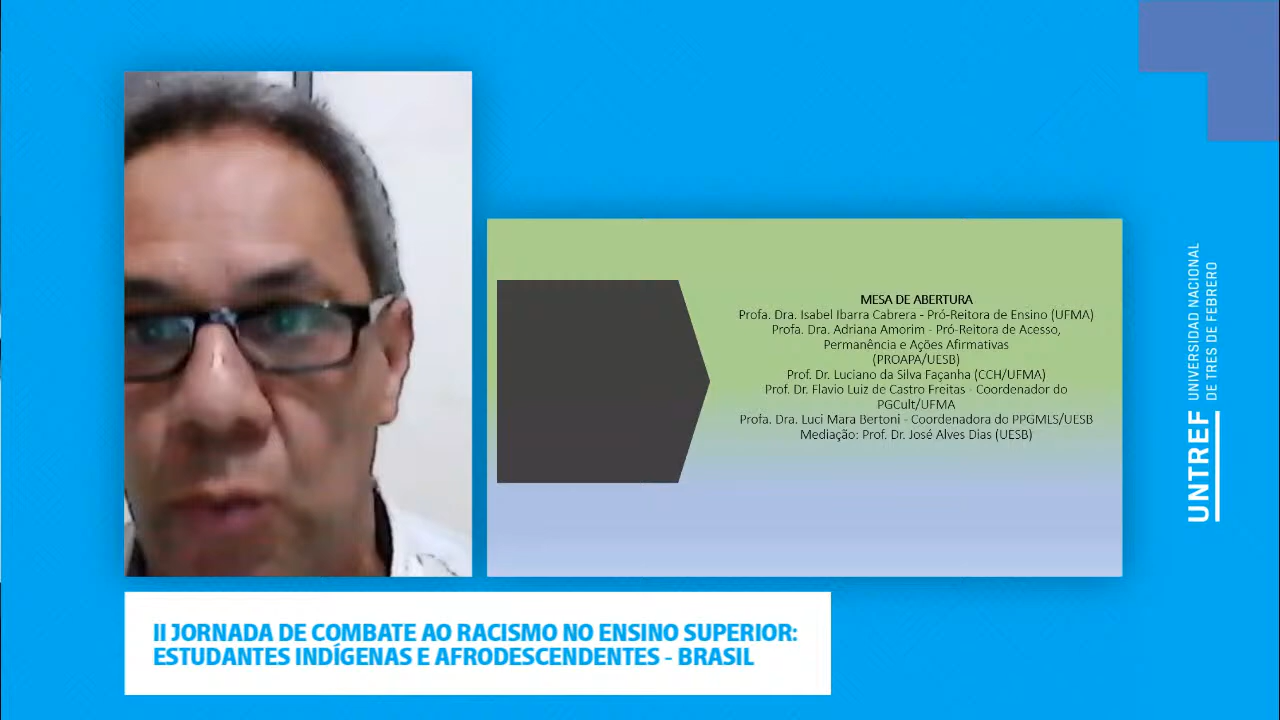 MESA DE ABERTURA
Profa. Dra. Isabel Ibarra Cabrera - Pró-Reitora de Ensino (UFMA)
Profa. Dra. Adriana Amorim - Pró-Reitora de Acesso,
Permanência e Ações Afirmativas
(PROAPA/UESB)
Prof. Dr. Luciano da Silva Façanha (CCH/UFMA)
Prof. Dr. Flavio Luiz de Castro Freitas - Coordenador do
PGCult/UFMA
Profa. Dra. Luci Mara Bertoni - Coordenadora do PPGMLS/UESB
Mediação: Prof. Dr. José Alves Dias (UESB)
II JORNADA DE COMBATE AO RACISMO NO ENSINO SUPERIOR:
ESTUDANTES INDÍGENAS E AFRODESCENDENTES - BRASIL
UNTREF
UNIVERSIDAD NACIONAL
DE TRES DE FEBRERO